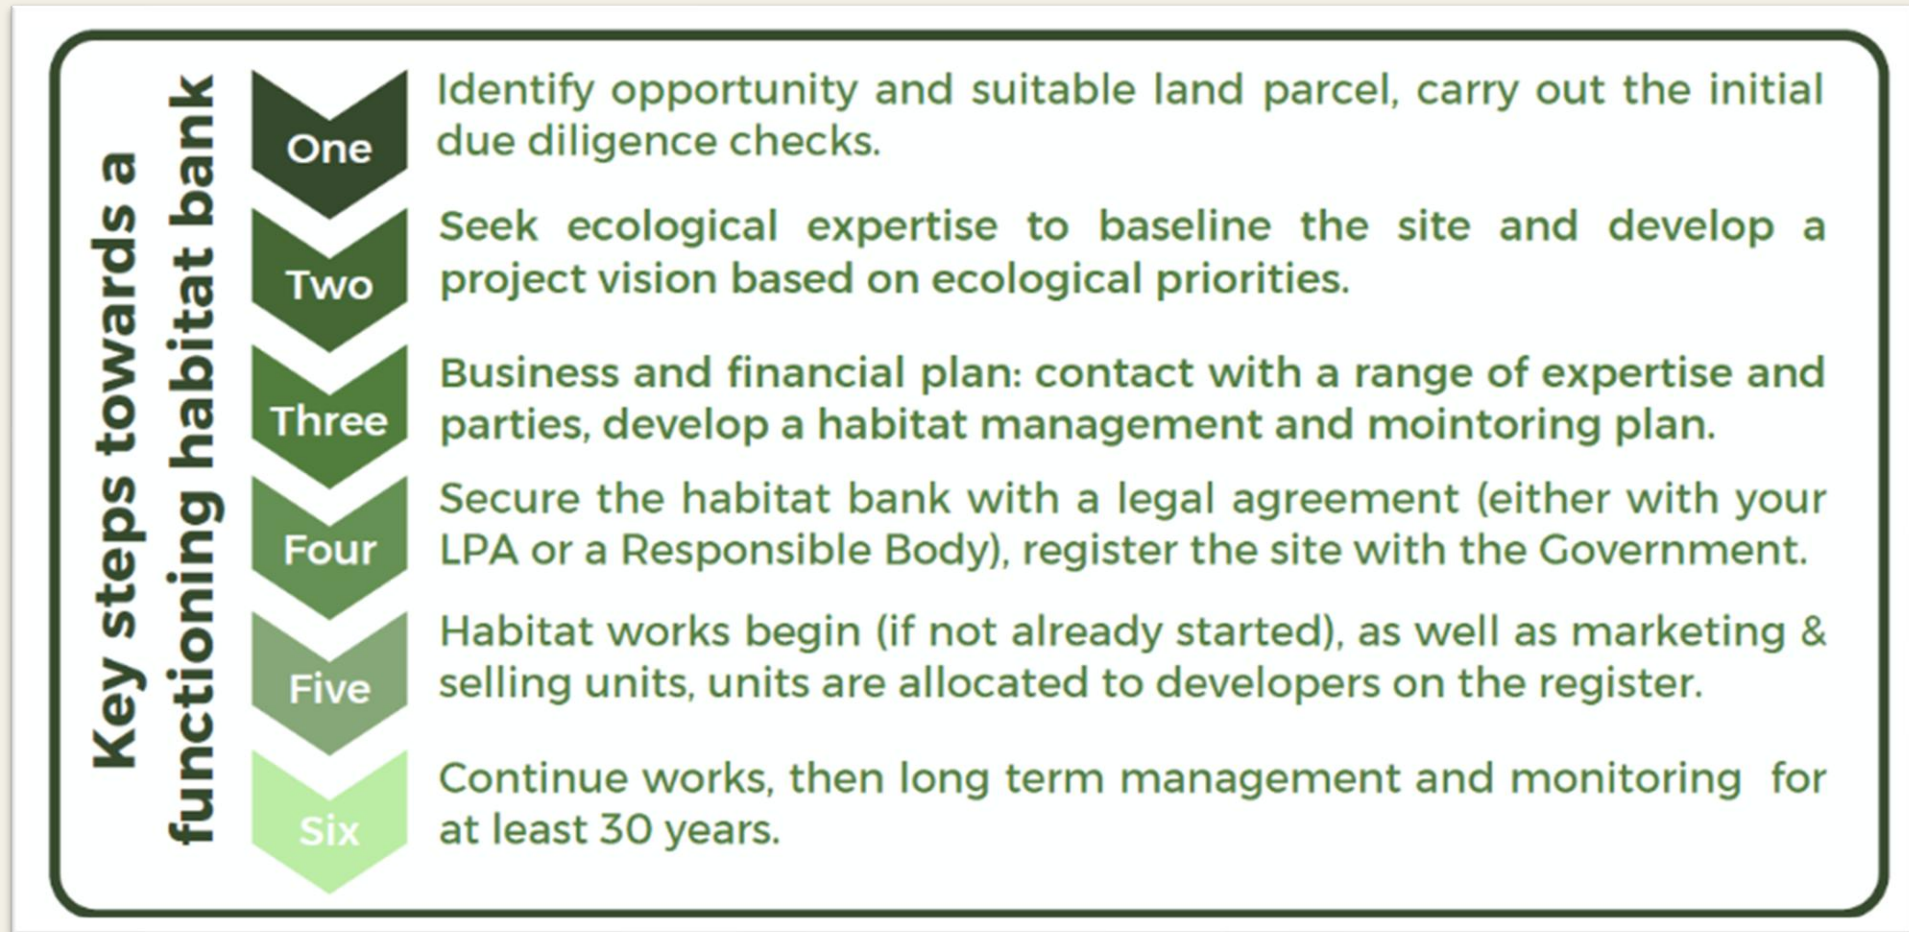 Key steps towards a
functioning habitat bank
One
Identify opportunity and suitable land parcel, carry out the initial
due diligence checks.
Two
Seek ecological expertise to baseline the site and develop a
project vision based on ecological priorities.
Three
Business and financial plan: contact with a range of expertise and
parties, develop a habitat management and mointoring plan.
Four
Secure the habitat bank with a legal agreement (either with your
LPA or a Responsible Body), register the site with the Government.
Five
Habitat works begin (if not already started), as well as marketing &
selling units, units are allocated to developers on the register.
Six
Continue works, then long term management and monitoring for
at least 30 years.